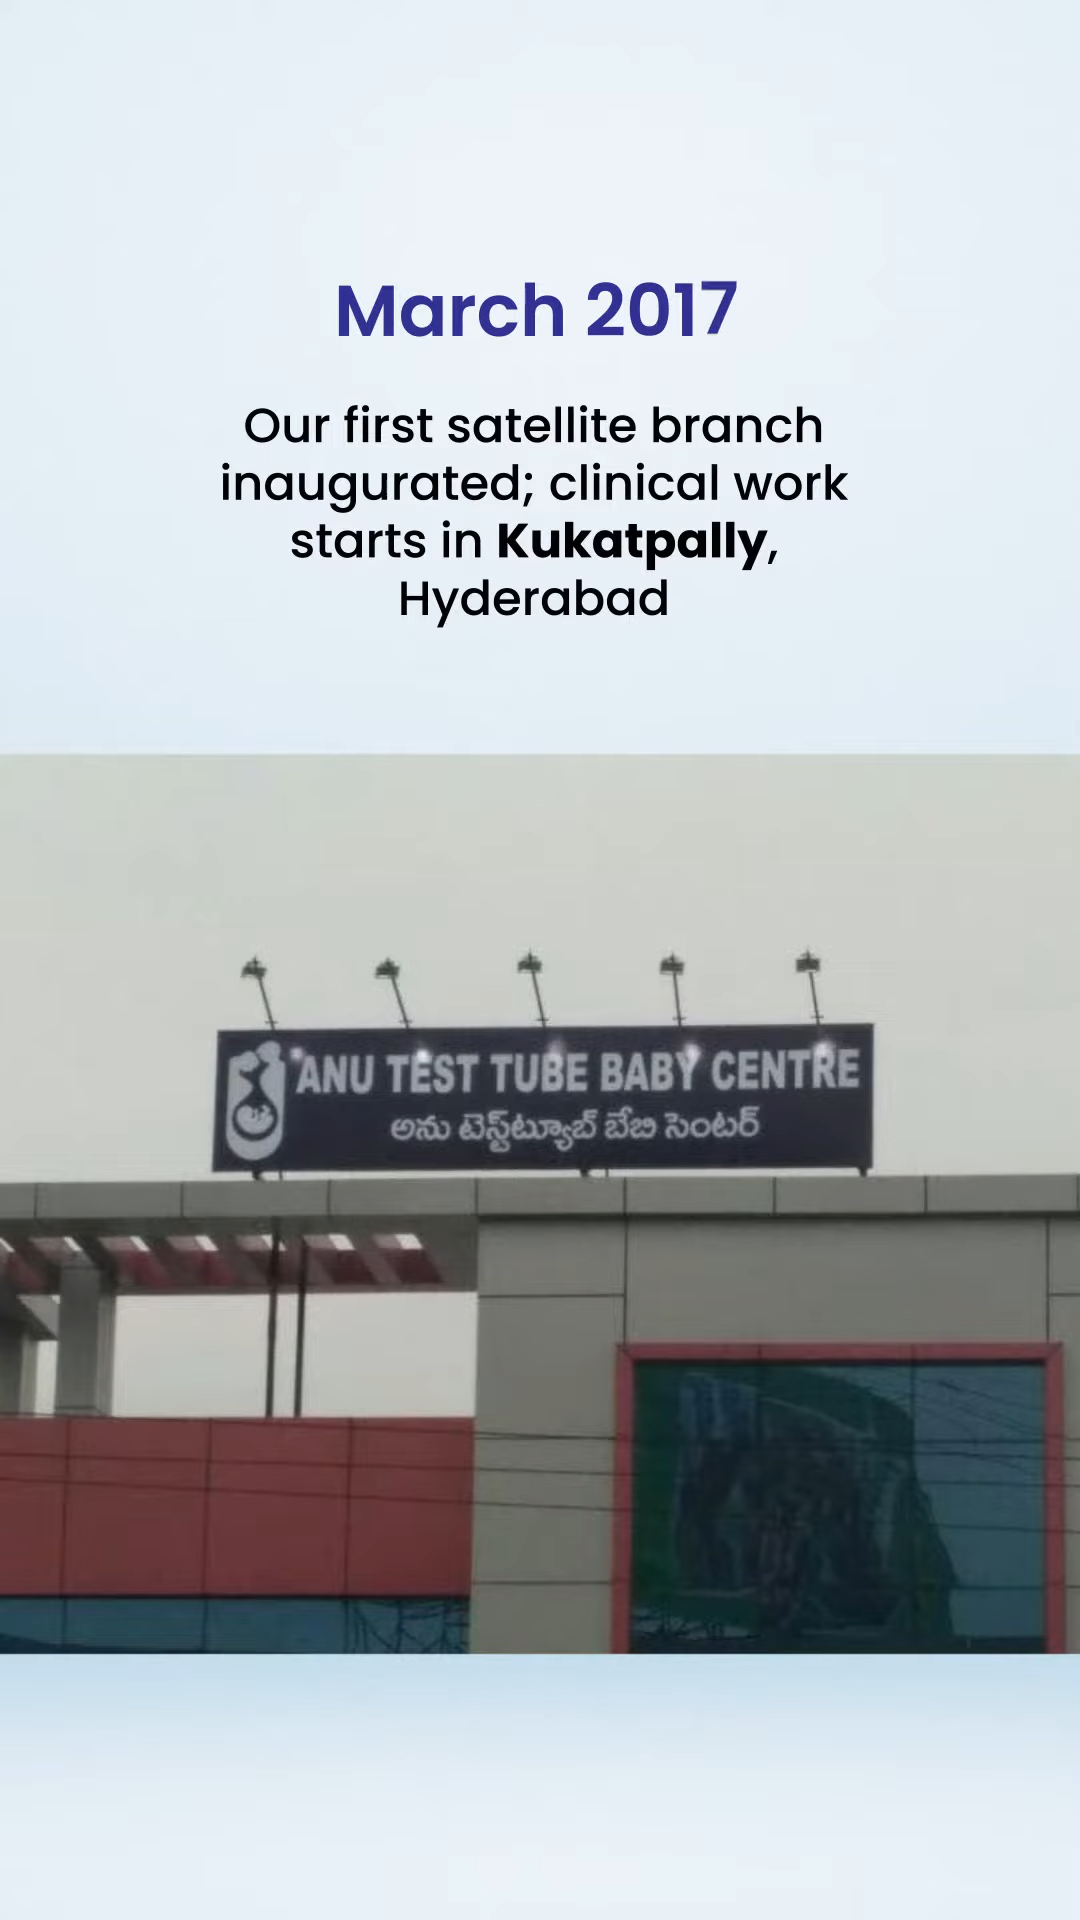 March 2017
Our first satellite branch
inaugurated; clinical work
starts in Kukatpally,
Hyderabad
ANU TEST TUBE BABY CENTRE
అను టెస్ట్‌ట్యూబ్ బేబి సెంటర్